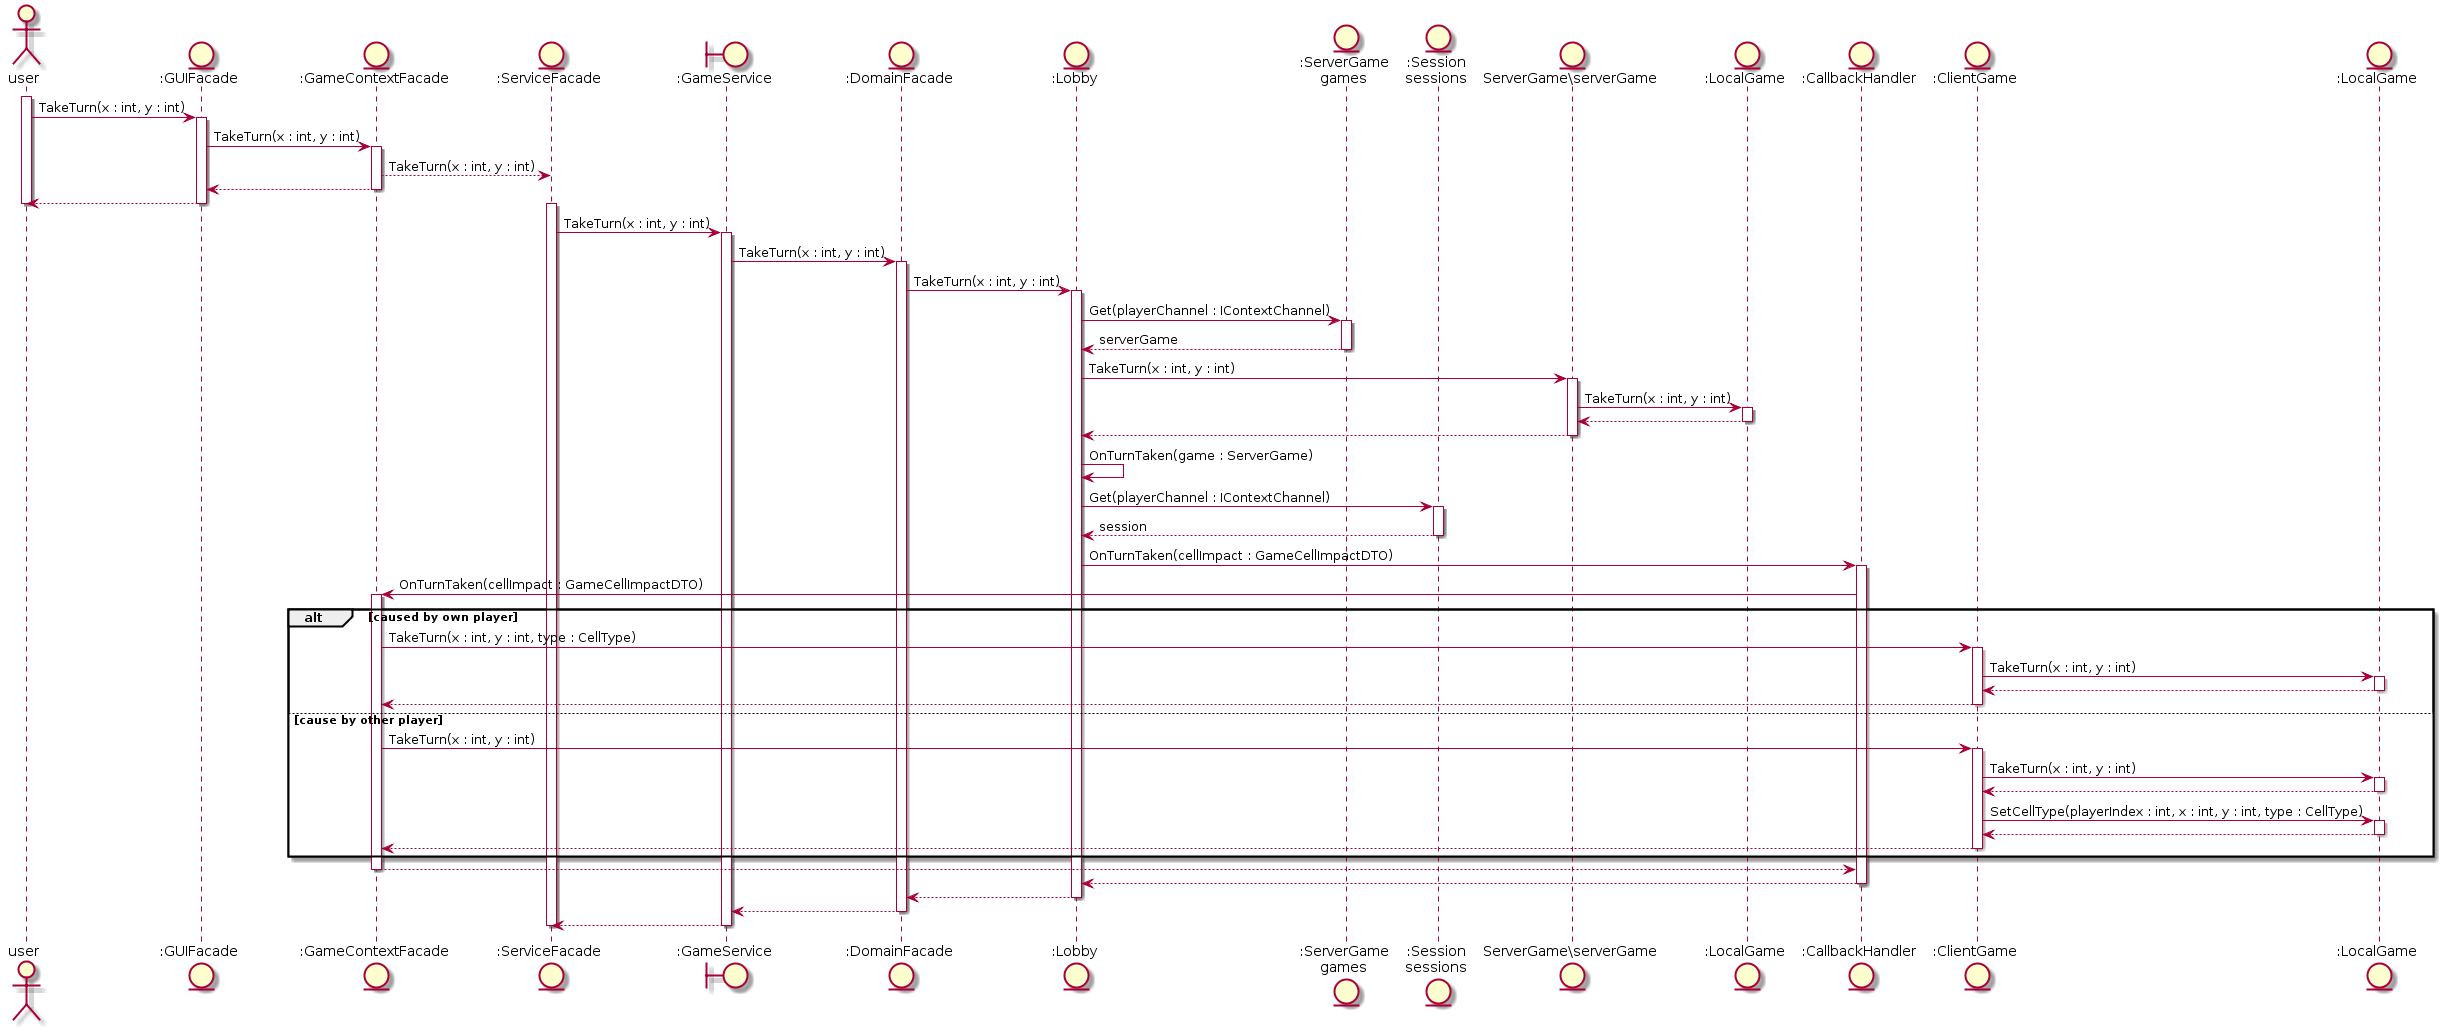 user
:GUIFacade
:GameContextFacade
:ServiceFacade
:GameService
:DomainFacade
:Lobby
:ServerGame
games
:Session
sessions
ServerGame\serverGame
:LocalGame
:CallbackHandler
:ClientGame
:LocalGame
TakeTurn(x : int, y : int)
TakeTurn(x : int, y : int)
TakeTurn(x : int, y : int)
TakeTurn(x : int, y : int)
TakeTurn(x : int, y : int)
TakeTurn(x : int, y : int)
Get(playerChannel : IContextChannel)
serverGame
TakeTurn(x : int, y : int)
TakeTurn(x : int, y : int)
OnTurnTaken(game : ServerGame)
Get(playerChannel : IContextChannel)
session
OnTurnTaken(cellImpact : GameCellImpactDTO)
OnTurnTaken(cellImpact : GameCellImpactDTO)
alt [caused by own player]
TakeTurn(x : int, y : int, type : CellType)
TakeTurn(x : int, y : int)
[cause by other player]
TakeTurn(x : int, y : int)
TakeTurn(x : int, y : int)
SetCellType(playerIndex : int, x : int, y : int, type : CellType)
user
:GUIFacade
:GameContextFacade
:ServiceFacade
:GameService
:DomainFacade
:Lobby
:ServerGame
games
:Session
sessions
ServerGame\serverGame
:LocalGame
:CallbackHandler
:ClientGame
:LocalGame